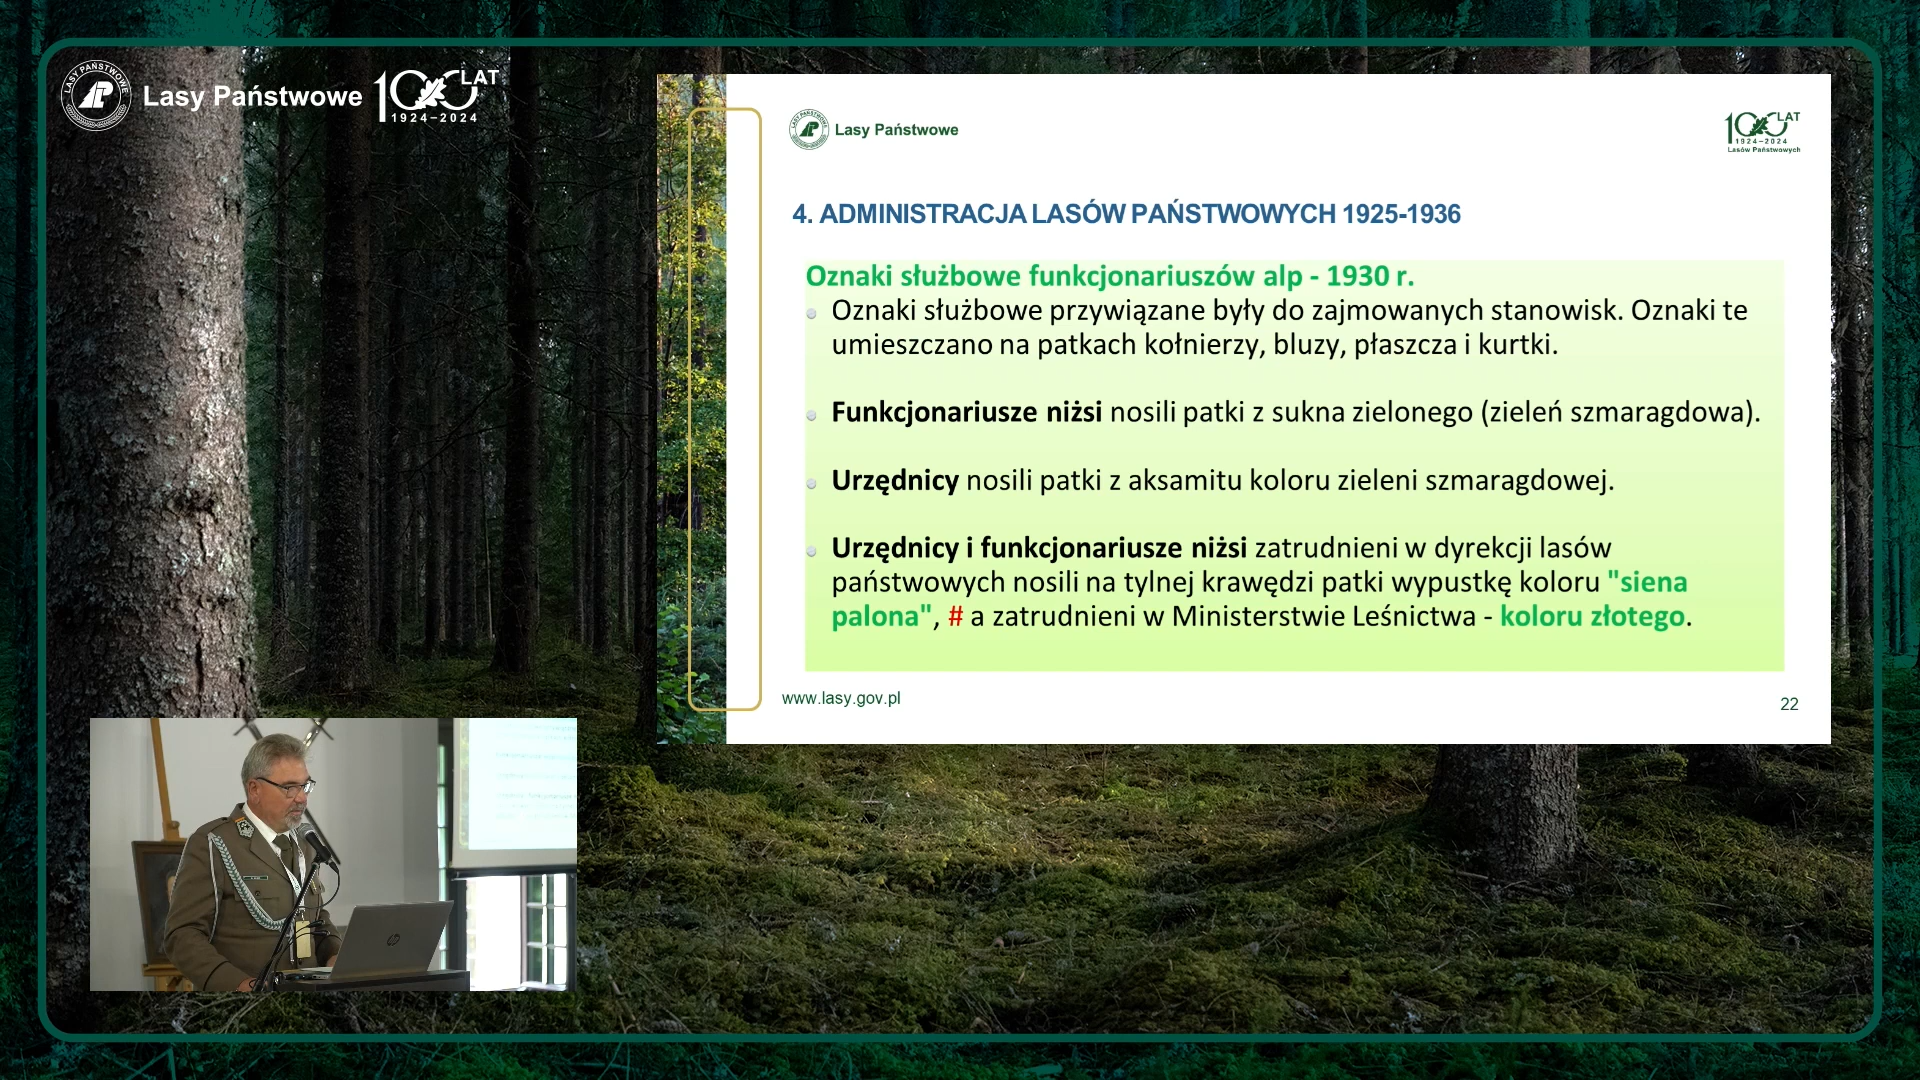 LASY PAŃSTWOWE
Lasy Państwowe
100 LAT
1924–2024
Lasy Państwowe
100 LAT
1924–2024
Lasów Państwowych
4. ADMINISTRACJA LASÓW PAŃSTWOWYCH 1925-1936
Oznaki służbowe funkcjonariuszów alp - 1930 r.
Oznaki służbowe przywiązane były do zajmowanych stanowisk. Oznaki te
umieszczano na patkach kołnierzy, bluzy, płaszcza i kurtki.
Funkcjonariusze niżsi nosili patki z sukna zielonego (zieleń szmaragdowa).
Urzędnicy nosili patki z aksamitu koloru zieleni szmaragdowej.
Urzędnicy i funkcjonariusze niżsi zatrudnieni w dyrekcji lasów
państwowych nosili na tylnej krawędzi patki wypustkę koloru "siena
palona", # a zatrudnieni w Ministerstwie Leśnictwa - koloru złotego.
www.lasy.gov.pl
22
hp